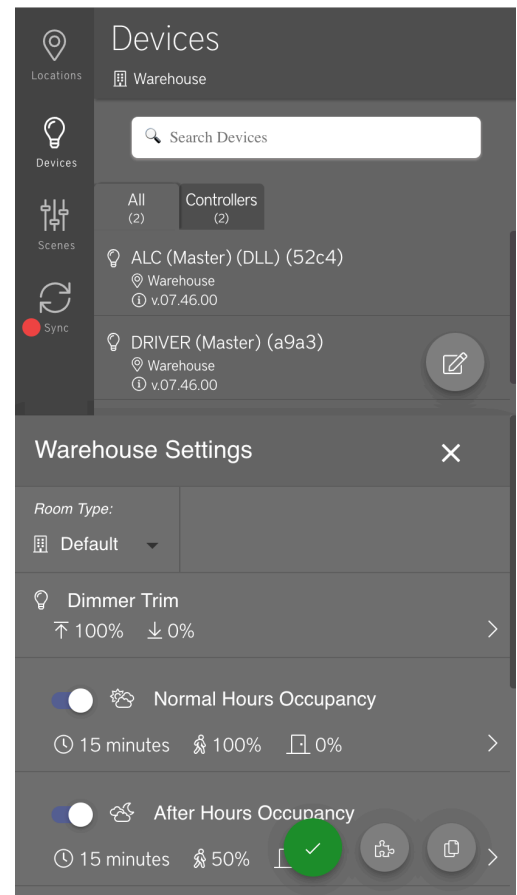 Devices
Warehouse
Locations
Search Devices
Devices
All
(2)
Controllers
(2)
Scenes
ALC (Master) (DLL) (52c4)
Warehouse
v.07.46.00
Sync
DRIVER (Master) (a9a3)
Warehouse
v.07.46.00
Warehouse Settings
Room Type:
Default
Dimmer Trim
100% 0%
Normal Hours Occupancy
15 minutes 100% 0%
After Hours Occupancy
15 minutes 50%